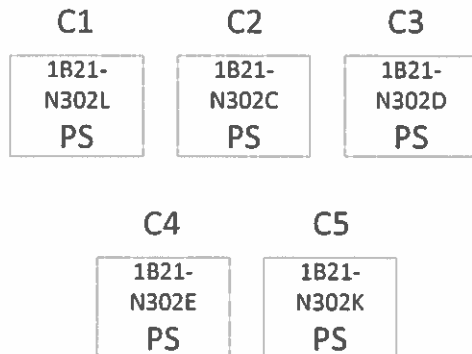 C1 C2 C3
1B21- 1B21- 1B21-
N302L N302C N302D
PS PS PS
C4 C5
1B21- 1B21-
N302E N302K
PS PS